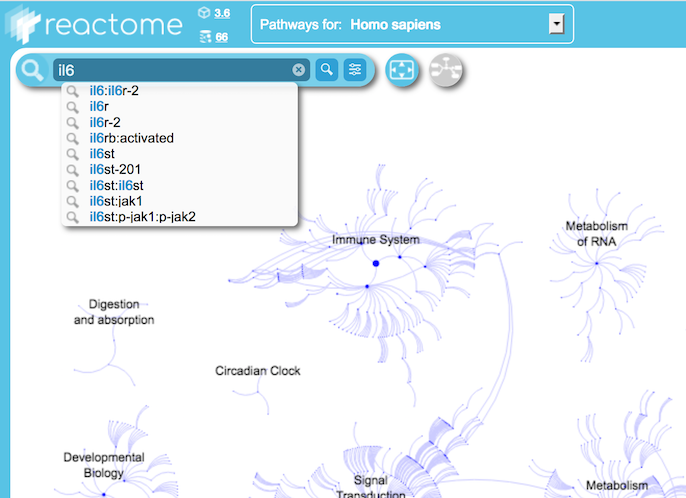 reactome
3.6
66
Pathways for: Homo sapiens
il6
il6:il6r-2
il6r
il6r-2
il6rb:activated
il6st
il6st-201
il6st:il6st
il6st:jak1
il6st:p-jak1:p-jak2
Immune System
Metabolism
of RNA
Digestion
and absorption
Circadian Clock
Developmental
Biology
Signal
Transduction
Metabolism